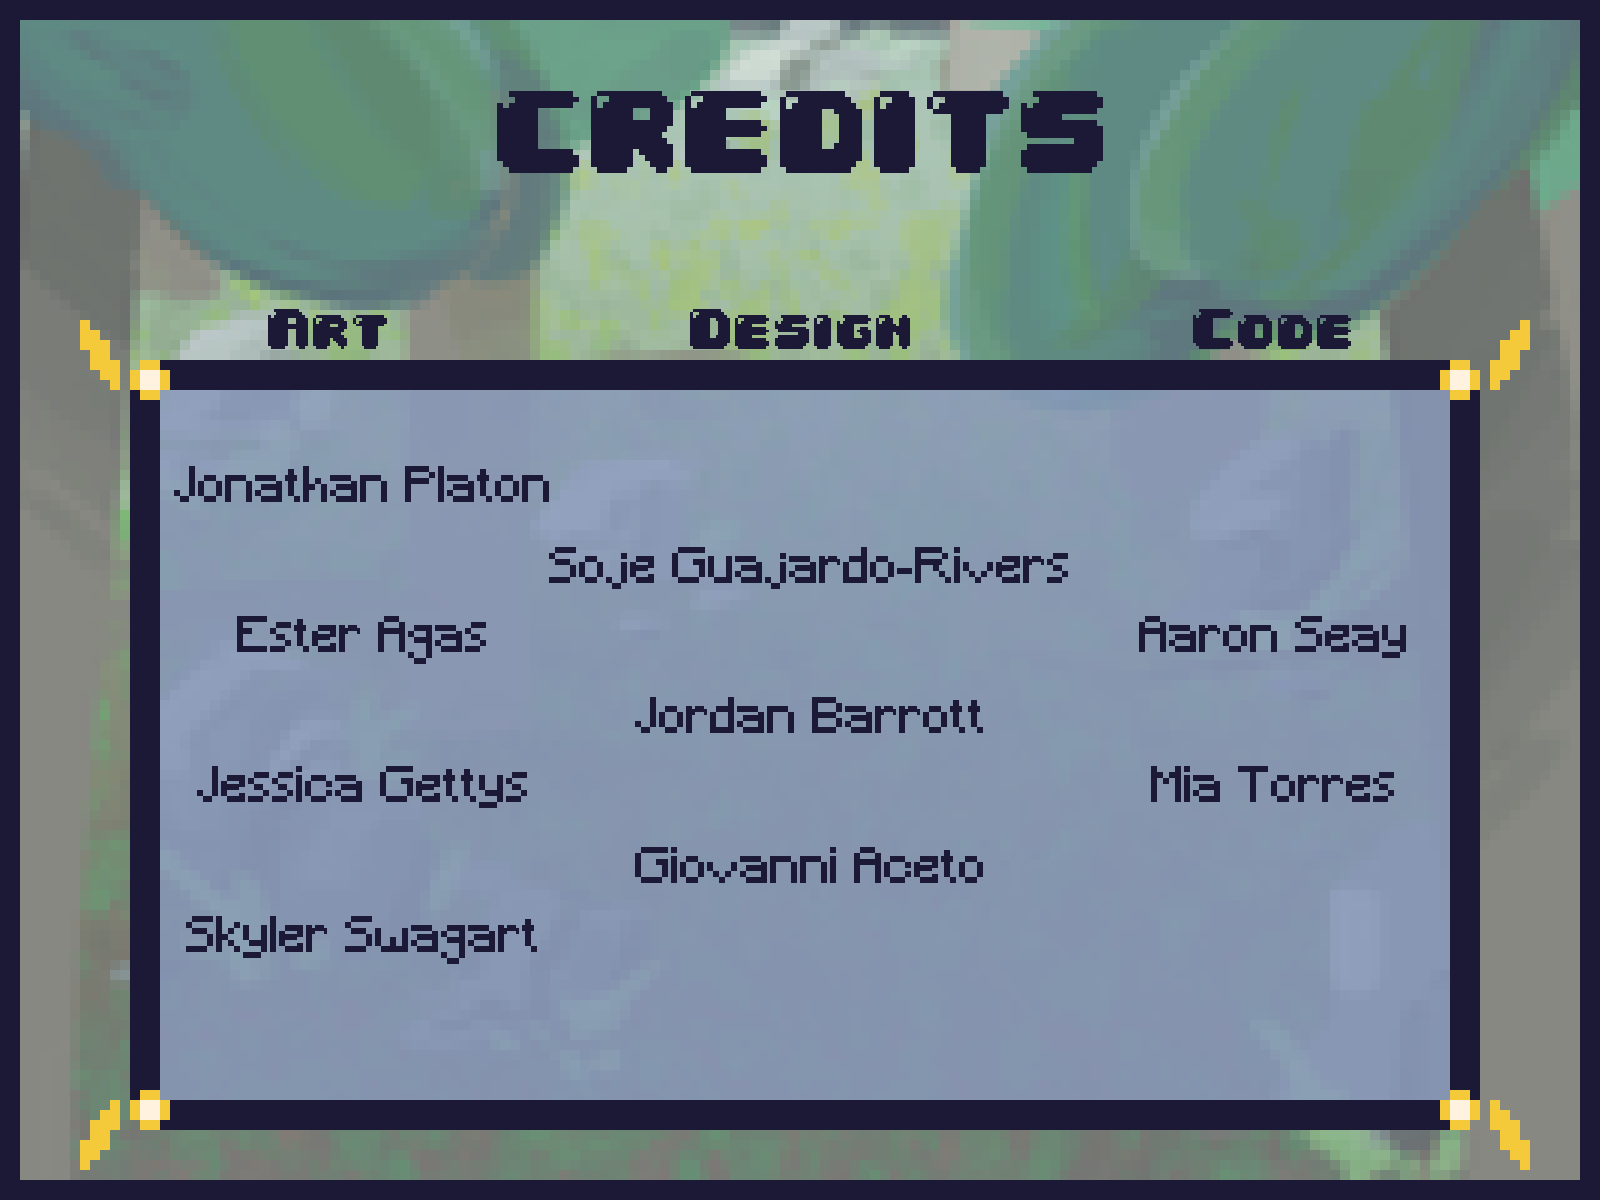 CREDITS
Art
Design
Code
Jonathan Platon
Soje Guajardo-Rivers
Ester Agas
Aaron Seay
Jordan Barrott
Jessica Gettys
Mia Torres
Giovanni Aceto
Skyler Swagart